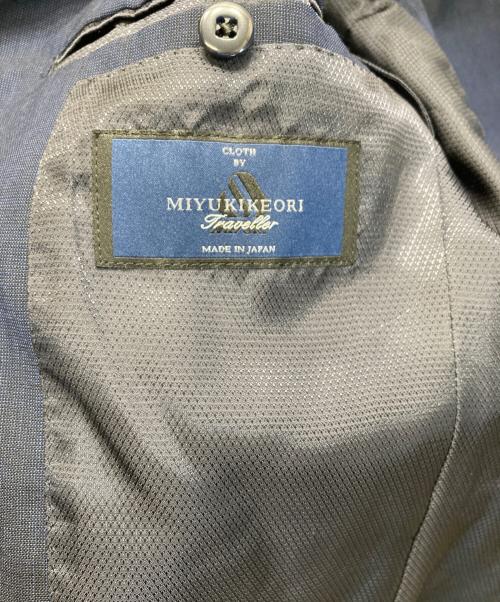 CLOTH
BY
MIYUKIKEORI
Traveller
MADE IN JAPAN